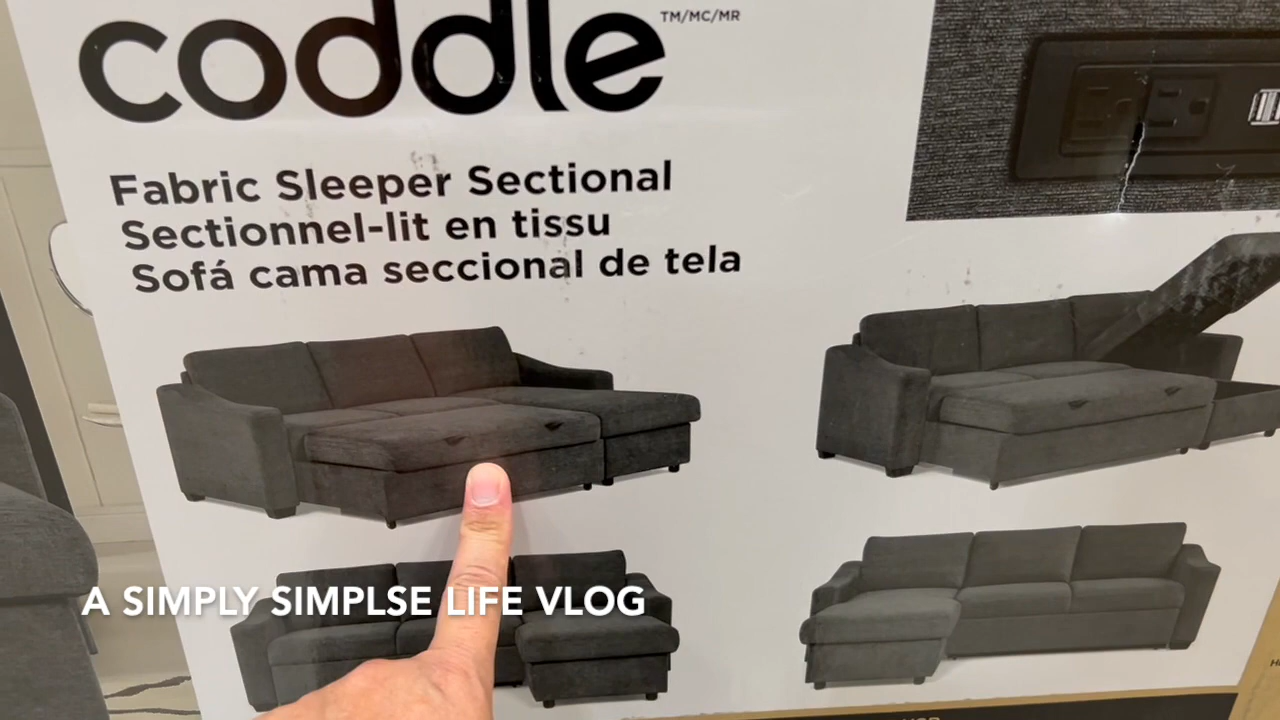 coddle TM/MC/MR
Fabric Sleeper Sectional
Sectionnel-lit en tissu
Sofá cama seccional de tela
A SIMPLY SIMPLSE LIFE VLOG